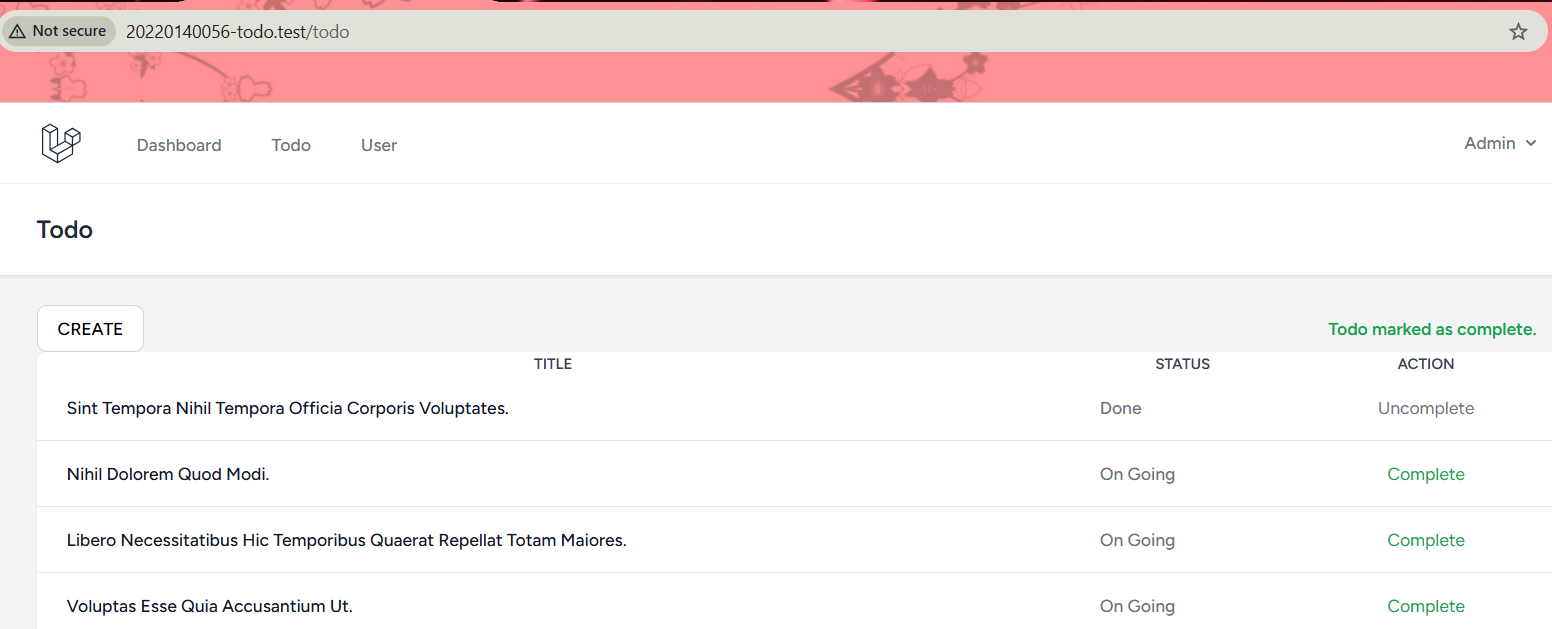 Not secure 20220140056-todo.test/todo
Dashboard Todo User Admin
Todo
CREATE Todo marked as complete.
TITLE STATUS ACTION
Sint Tempora Nihil Tempora Officia Corporis Voluptates. Done Uncomplete
Nihil Dolorem Quod Modi. On Going Complete
Libero Necessitatibus Hic Temporibus Quaerat Repellat Totam Maiores. On Going Complete
Voluptas Esse Quia Accusantium Ut. On Going Complete